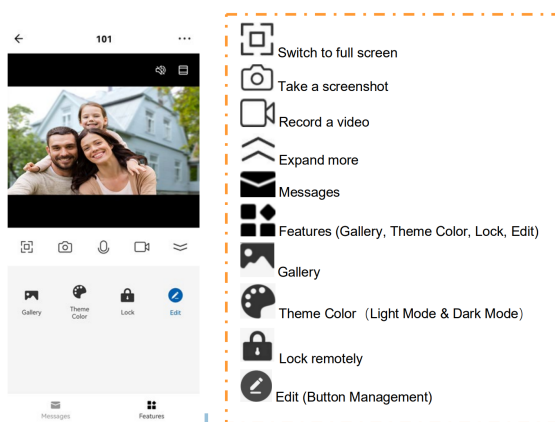 101
Gallery
Theme Color
Lock
Edit
Messages
Features
Switch to full screen
Take a screenshot
Record a video
Expand more
Messages
Features (Gallery, Theme Color, Lock, Edit)
Gallery
Theme Color（Light Mode & Dark Mode）
Lock remotely
Edit (Button Management)